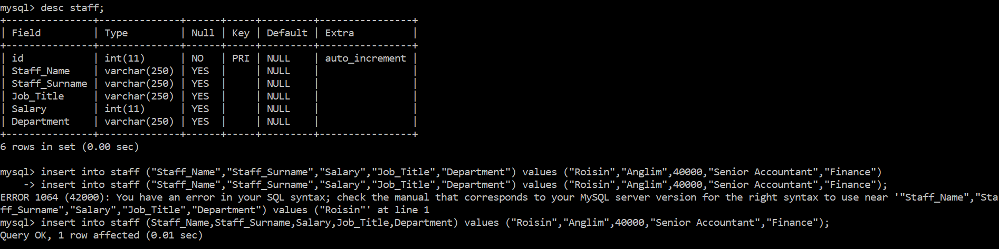 mysql> desc staff;
+---------------+--------------+------+-----+---------+----------------+
| Field         | Type         | Null | Key | Default | Extra          |
+---------------+--------------+------+-----+---------+----------------+
| id            | int(11)      | NO   | PRI | NULL    | auto_increment |
| Staff_Name    | varchar(250) | YES  |     | NULL    |                |
| Staff_Surname | varchar(250) | YES  |     | NULL    |                |
| Job_Title     | varchar(250) | YES  |     | NULL    |                |
| Salary        | int(11)      | YES  |     | NULL    |                |
| Department    | varchar(250) | YES  |     | NULL    |                |
+---------------+--------------+------+-----+---------+----------------+
6 rows in set (0.00 sec)

mysql> insert into staff ("Staff_Name","Staff_Surname","Salary","Job_Title","Department") values ("Roisin","Anglim",40000,"Senior Accountant","Finance")
    -> insert into staff ("Staff_Name","Staff_Surname","Salary","Job_Title","Department") values ("Roisin","Anglim",40000,"Senior Accountant","Finance");
ERROR 1064 (42000): You have an error in your SQL syntax; check the manual that corresponds to your MySQL server version for the right syntax to use near '"Staff_Name","Sta
ff_Surname","Salary","Job_Title","Department") values ("Roisin"' at line 1
mysql> insert into staff (Staff_Name,Staff_Surname,Salary,Job_Title,Department) values ("Roisin","Anglim",40000,"Senior Accountant","Finance");
Query OK, 1 row affected (0.01 sec)